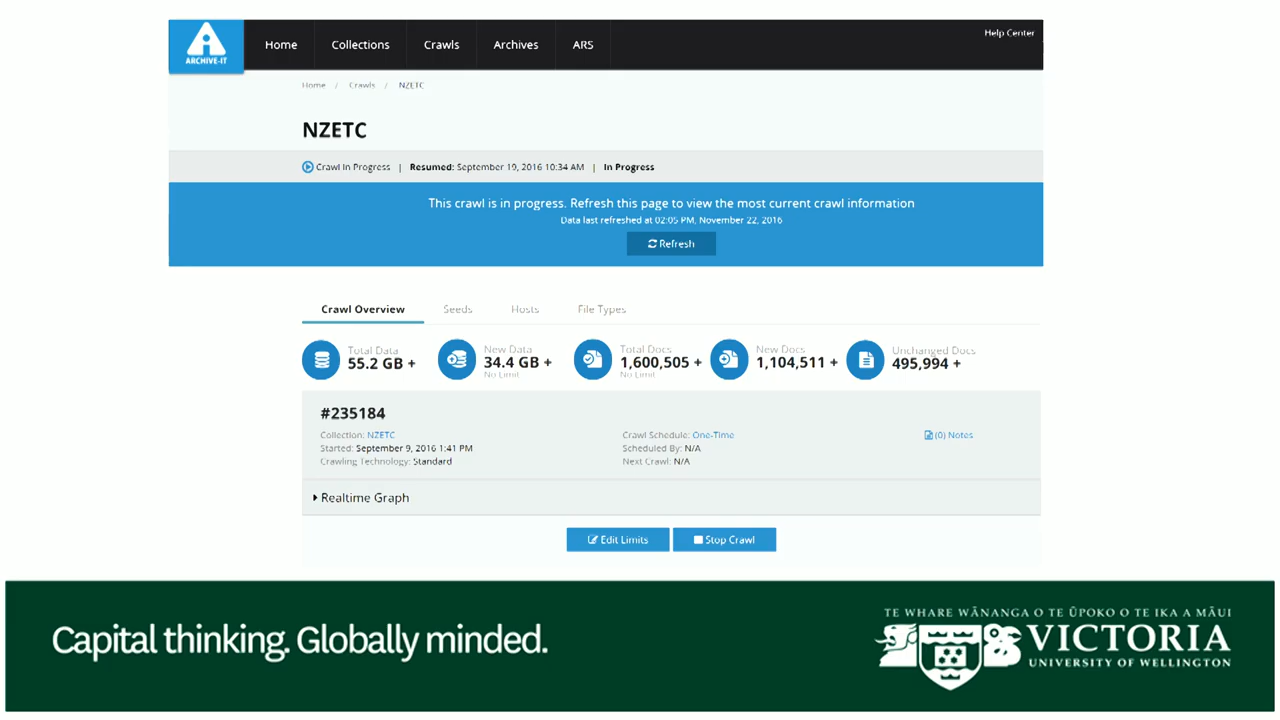 ARCHIVE-IT
Home Collections Crawls Archives ARS Help Center
Home / Crawls / NZETC
NZETC
Crawl In Progress | Resumed: September 19, 2016 10:34 AM | In Progress
This crawl is in progress. Refresh this page to view the most current crawl information
Data last refreshed at 02:05 PM, November 22, 2016
Refresh
Crawl Overview Seeds Hosts File Types
Total Data New Data Total Docs New Docs Unchanged Docs
55.2 GB + 34.4 GB + 1,600,505 + 1,104,511 + 495,994 +
No Limit No Limit
#235184
Collection: NZETC Crawl Schedule: One-Time (0) Notes
Started: September 9, 2016 1:41 PM Scheduled By: N/A
Crawling Technology: Standard Next Crawl: N/A
Realtime Graph
Edit Limits Stop Crawl
Capital thinking. Globally minded.
TE WHARE WĀNANGA O TE ŪPOKO O TE IKA A MĀUI
VICTORIA
UNIVERSITY OF WELLINGTON